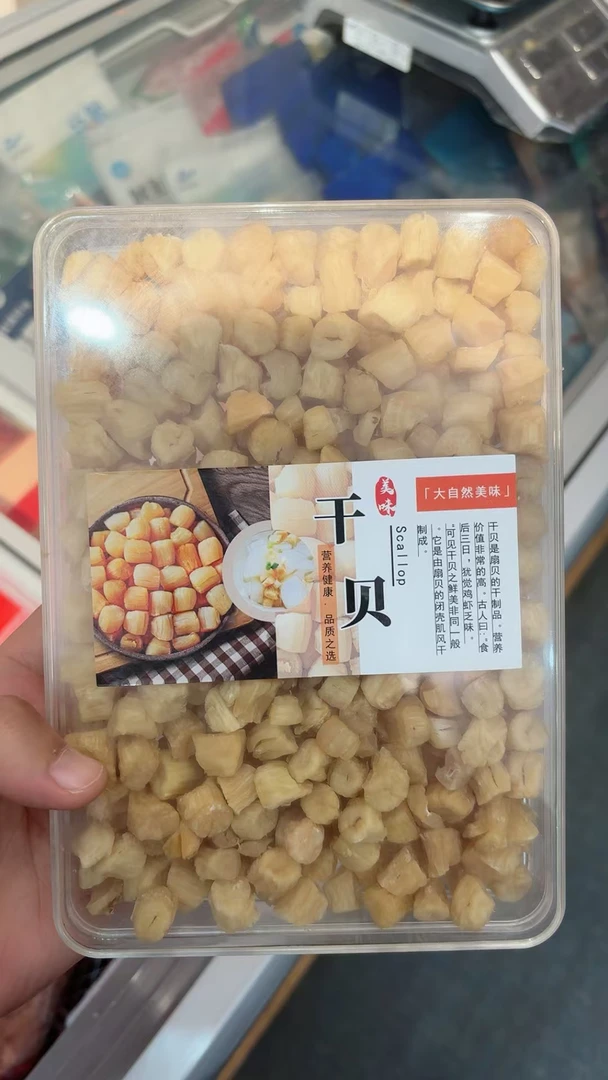 「大自然美味」
美味
干贝
Scallop
营养健康·品质之选
干贝是扇贝的干制品。营养
价值非常的高。古人曰:“食
后三日，犹觉鸡虾乏味。
”可见干贝之鲜美非同一般
。它是由扇贝的闭壳肌风干
制成。